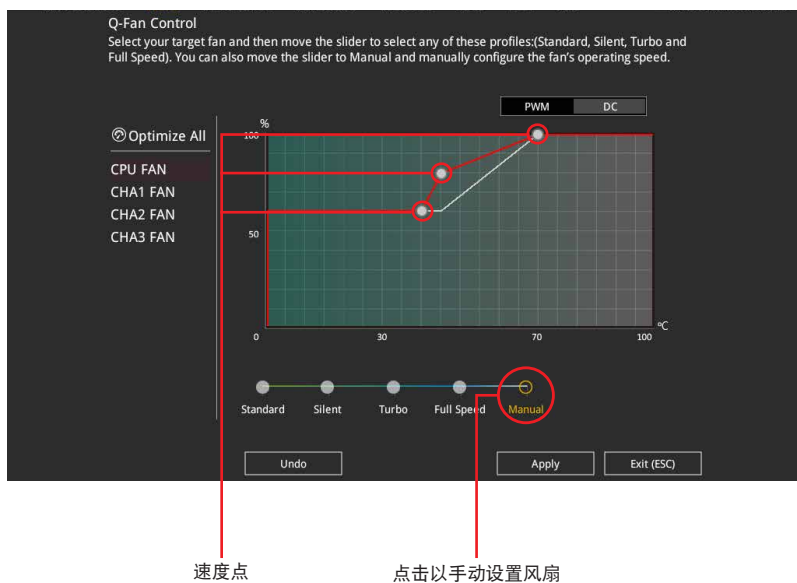 Q-Fan Control
Select your target fan and then move the slider to select any of these profiles:(Standard, Silent, Turbo and
Full Speed). You can also move the slider to Manual and manually configure the fan's operating speed.
PWM DC
%
Optimize All
100
CPU FAN
CHA1 FAN
CHA2 FAN
CHA3 FAN
50
°C
0 30 70 100
Standard Silent Turbo Full Speed Manual
Undo Apply Exit (ESC)
速度点 点击以手动设置风扇